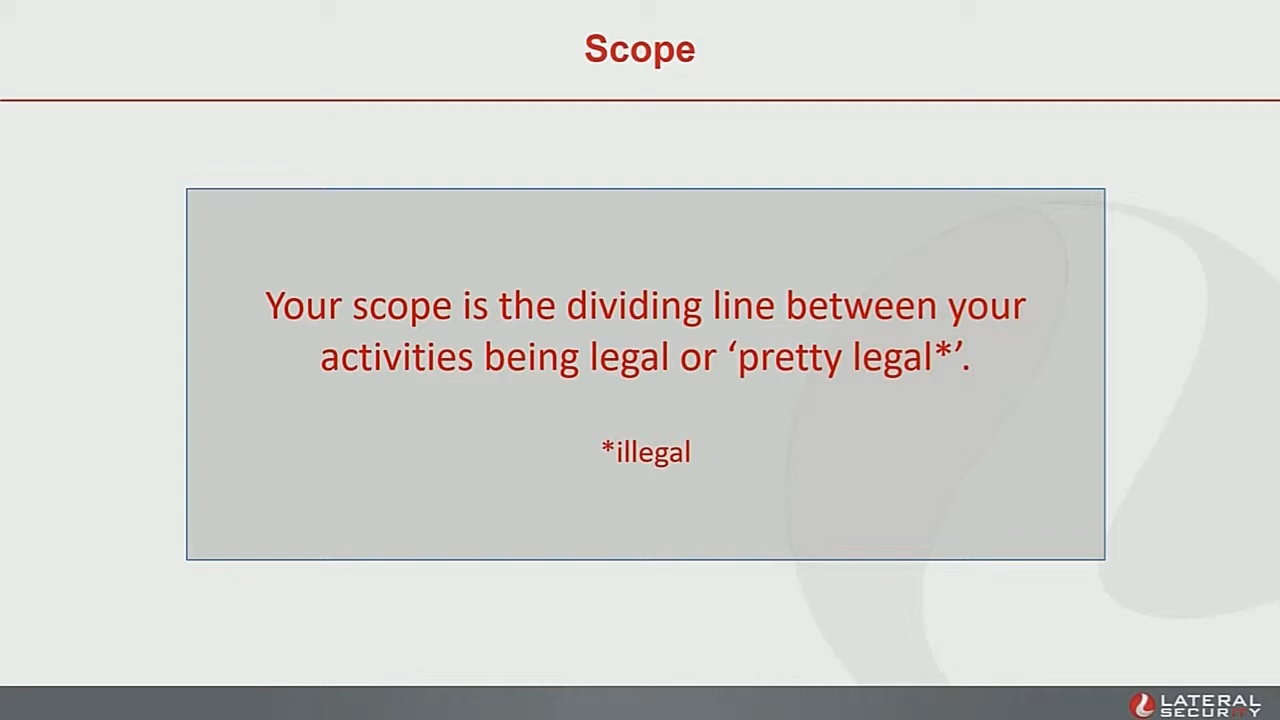 Scope
Your scope is the dividing line between your
activities being legal or ‘pretty legal*’.
*illegal
LATERAL
SECURITY